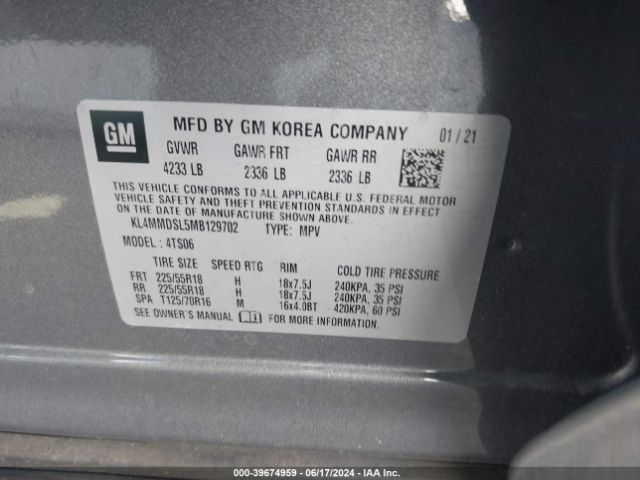 GM
MFD BY GM KOREA COMPANY 01/21
GVWR GAWR FRT GAWR RR
4233 LB 2336 LB 2336 LB
THIS VEHICLE CONFORMS TO ALL APPLICABLE U.S. FEDERAL MOTOR
VEHICLE SAFETY AND THEFT PREVENTION STANDARDS IN EFFECT
ON THE DATE OF MANUFACTURE SHOWN ABOVE.
KL4MMDSL5MB129702 TYPE: MPV
MODEL: 4TS06
TIRE SIZE SPEED RTG RIM COLD TIRE PRESSURE
FRT 225/55R18 H 18x7.5J 240KPA, 35 PSI
RR 225/55R18 H 18x7.5J 240KPA, 35 PSI
SPA T125/70R16 M 16x4.0BT 420KPA, 60 PSI
SEE OWNER'S MANUAL FOR MORE INFORMATION
000-39674959 - 06/17/2024 - IAA Inc.